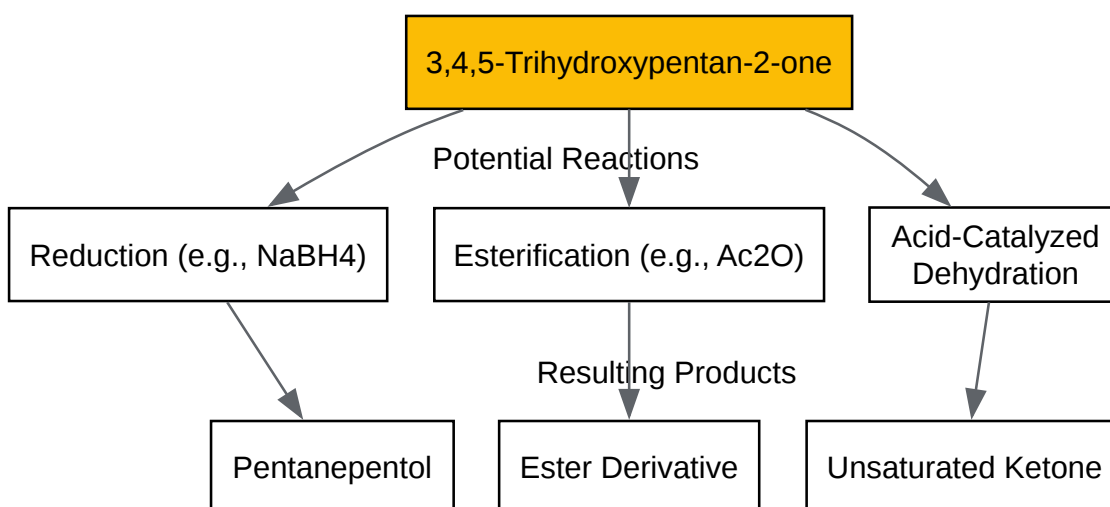 3,4,5-Trihydroxypentan-2-one
Potential Reactions
Reduction (e.g., NaBH4)
Esterification (e.g., Ac2O)
Acid-Catalyzed
Dehydration
Resulting Products
Pentanepentol
Ester Derivative
Unsaturated Ketone